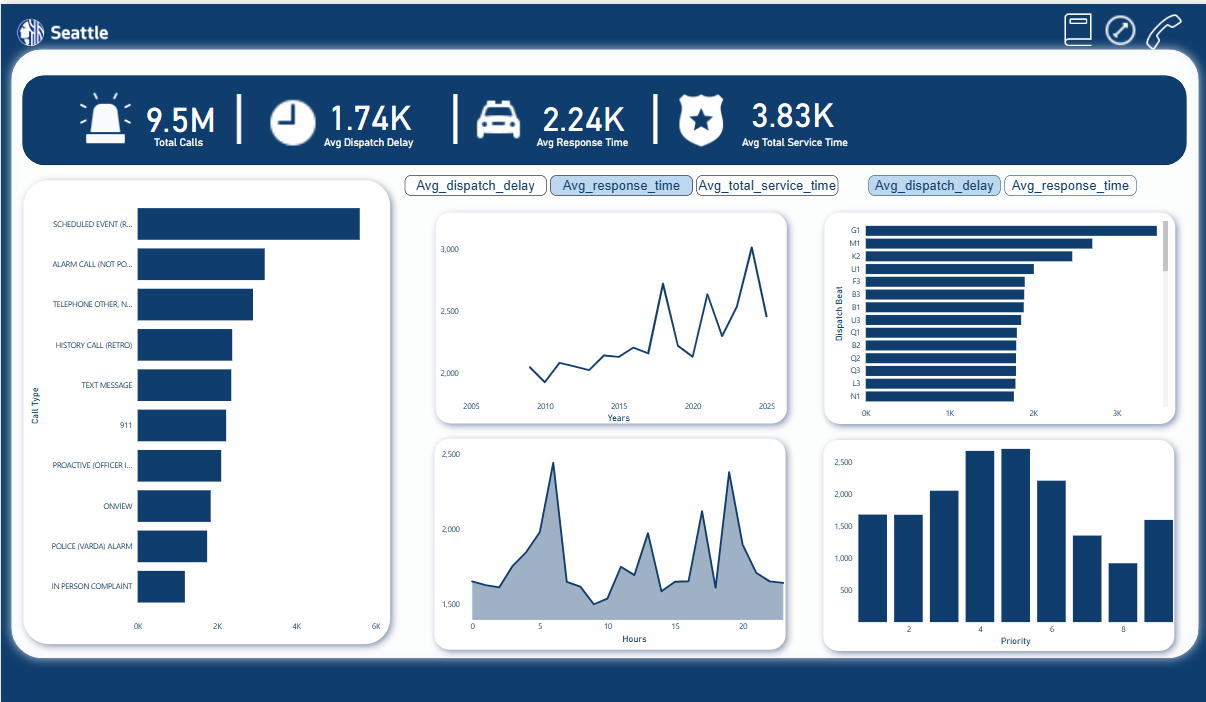 Seattle
9.5M
Total Calls
1.74K
Avg Dispatch Delay
2.24K
Avg Response Time
3.83K
Avg Total Service Time
Avg_dispatch_delay
Avg_response_time
Avg_total_service_time
Avg_dispatch_delay
Avg_response_time
Call Type
SCHEDULED EVENT (R...
ALARM CALL (NOT PO...
TELEPHONE OTHER, N...
HISTORY CALL (RETRO)
TEXT MESSAGE
911
PROACTIVE (OFFICER I...
ONVIEW
POLICE (VARDA) ALARM
IN PERSON COMPLAINT
0K 2K 4K 6K
3,000
2,500
2,000
2005 2010 2015 2020 2025
Years
Dispatch Beat
G1
M1
K2
U1
F3
B3
B1
U3
Q1
B2
Q2
Q3
L3
N1
0K 1K 2K 3K
2,500
2,000
1,500
0 5 10 15 20
Hours
2,500
2,000
1,500
1,000
500
2 4 6 8
Priority